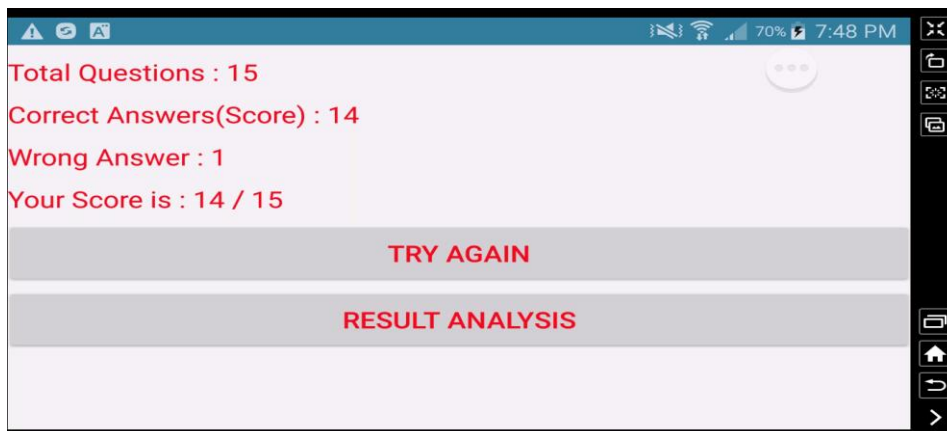 70% 7:48 PM
Total Questions : 15
Correct Answers(Score) : 14
Wrong Answer : 1
Your Score is : 14 / 15
TRY AGAIN
RESULT ANALYSIS